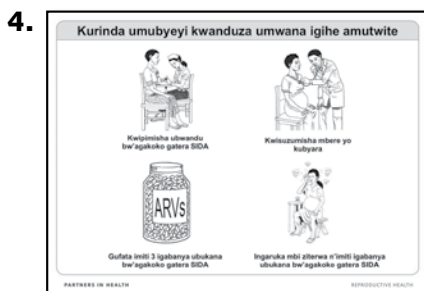 4.
Kurinda umubyeyi kwanduza umwana igihe amutwite
Kwipimisha ubwandu
bw'agakoko gatera SIDA
Kwisuzumisha mbere yo
kubyara
ARVs
Gufata imiti 3 igabanya ubukana
bw'agakoko gatera SIDA
Ingaruka mbi ziterwa n'imiti igabanya
ubukana bw'agakoko gatera SIDA
PARTNERS IN HEALTH
REPRODUCTIVE HEALTH